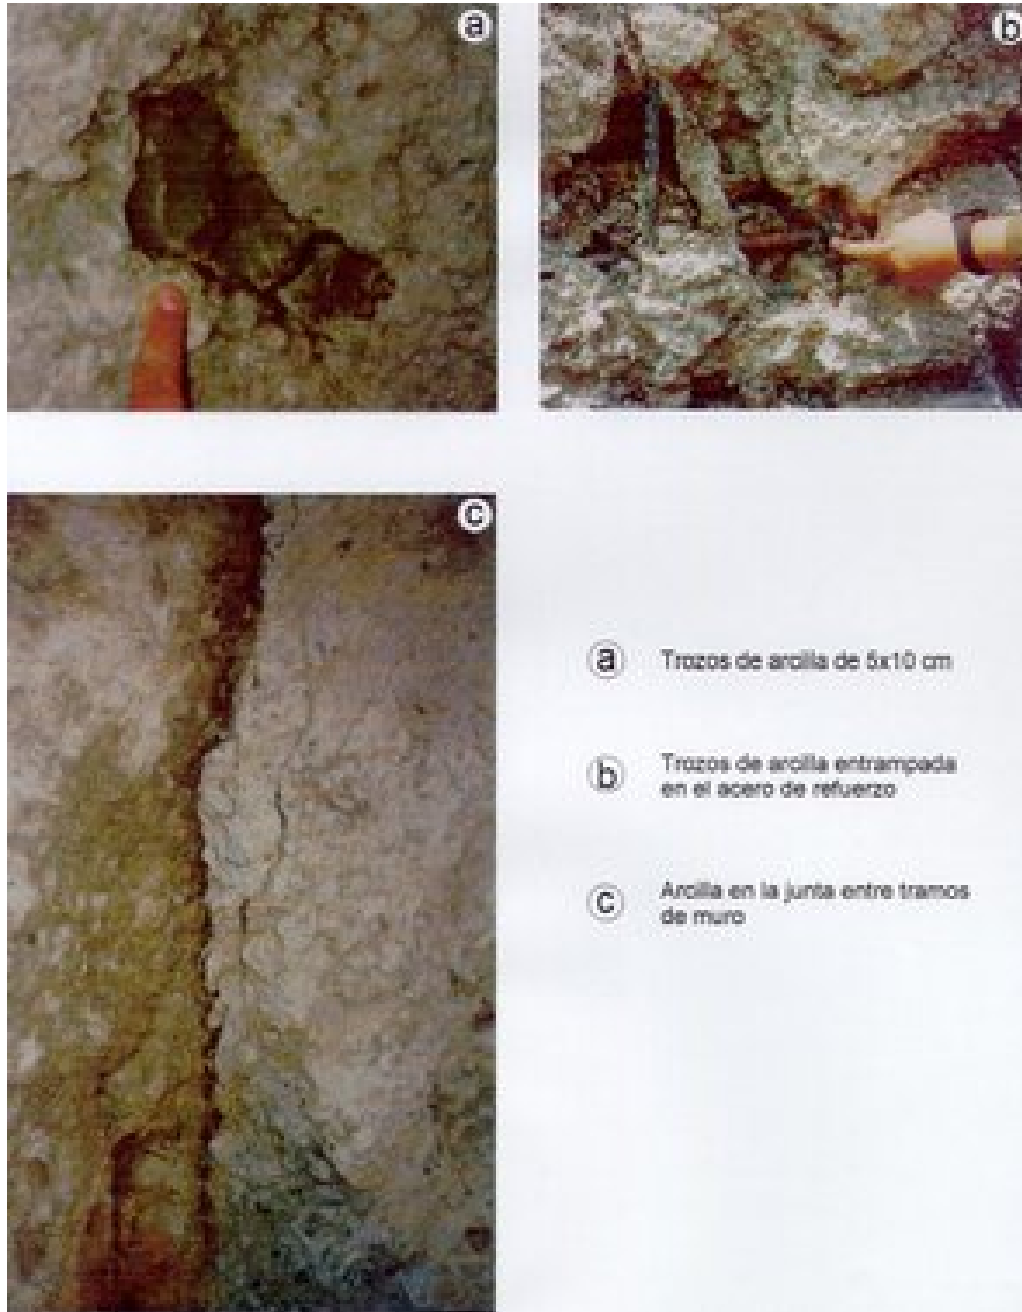 a
b
c
a Trozos de arcilla de 5x10 cm
b Trozos de arcilla entrampada
en el acero de refuerzo
c Arcilla en la junta entre tramos
de muro